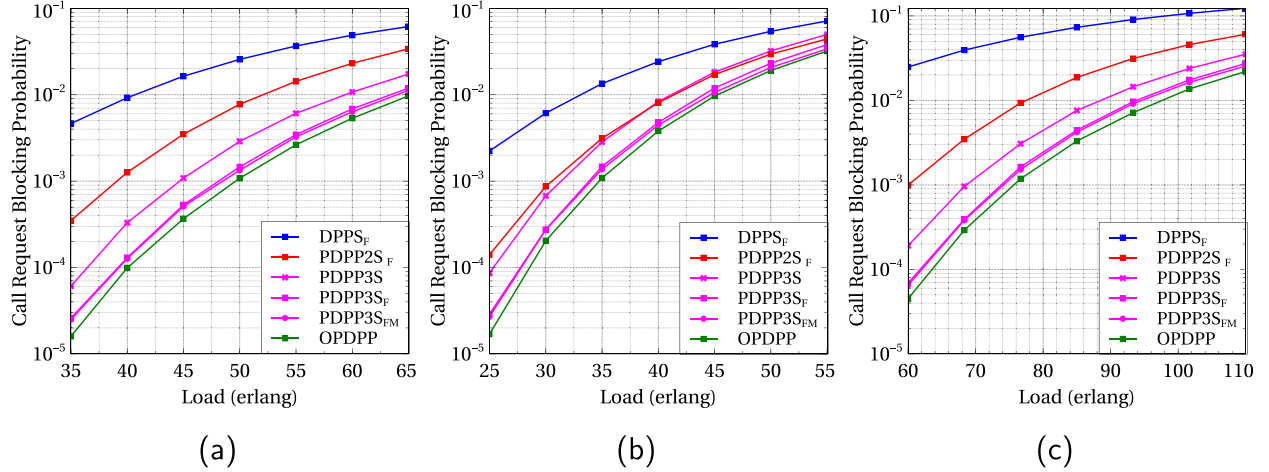 Call Request Blocking Probability
10⁻¹
10⁻²
10⁻³
10⁻⁴
10⁻⁵
DPPS_F
PDPP2S_F
PDPP3S
PDPP3S_F
PDPP3S_FM
OPDPP
35 40 45 50 55 60 65
Load (erlang)
(a)
Call Request Blocking Probability
10⁻¹
10⁻²
10⁻³
10⁻⁴
10⁻⁵
DPPS_F
PDPP2S_F
PDPP3S
PDPP3S_F
PDPP3S_FM
OPDPP
25 30 35 40 45 50 55
Load (erlang)
(b)
Call Request Blocking Probability
10⁻¹
10⁻²
10⁻³
10⁻⁴
10⁻⁵
DPPS_F
PDPP2S_F
PDPP3S
PDPP3S_F
PDPP3S_FM
OPDPP
60 70 80 90 100 110
Load (erlang)
(c)